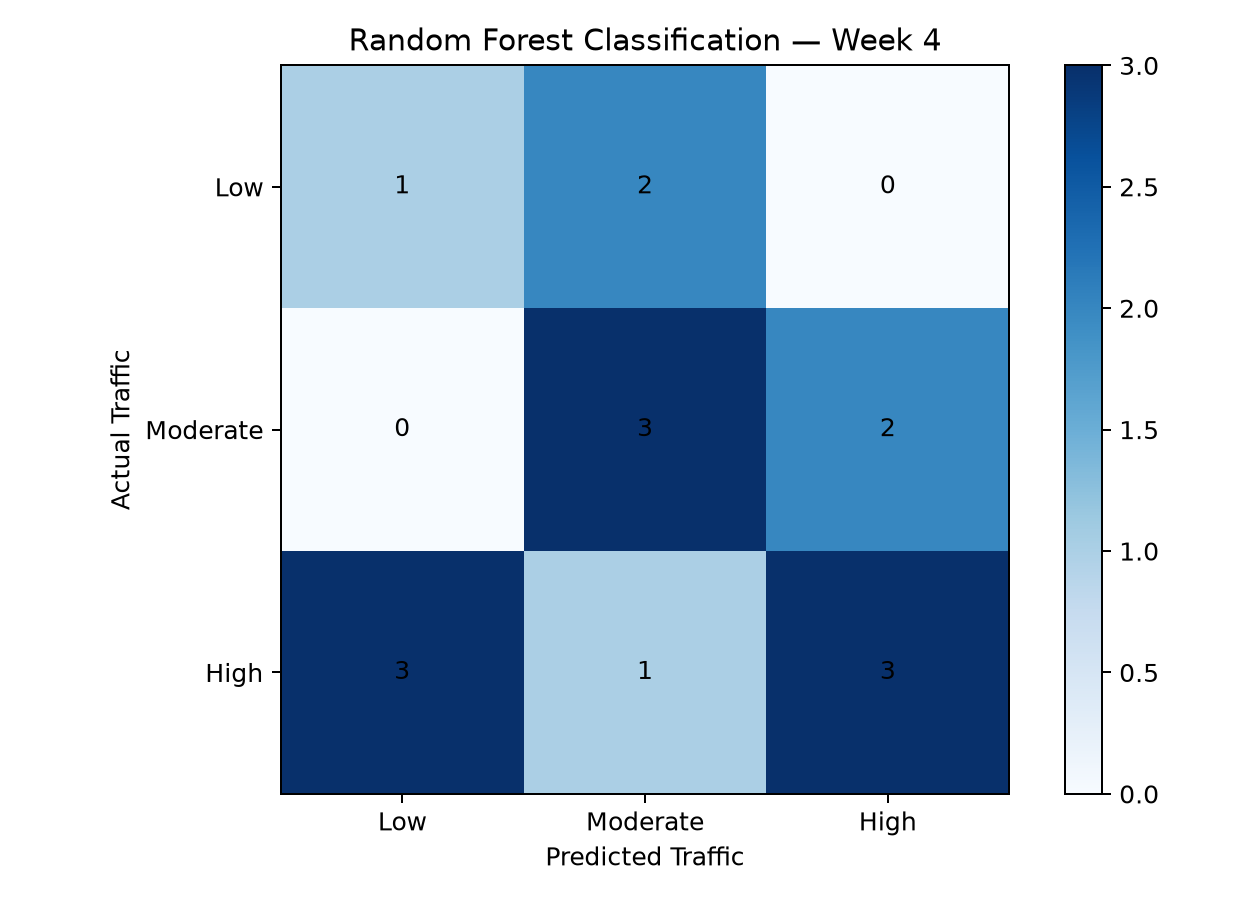 Random Forest Classification — Week 4
3.0
2.5
2.0
1.5
1.0
0.5
0.0
Actual Traffic
Low
1 2 0
Moderate
0 3 2
High
3 1 3
Low Moderate High
Predicted Traffic